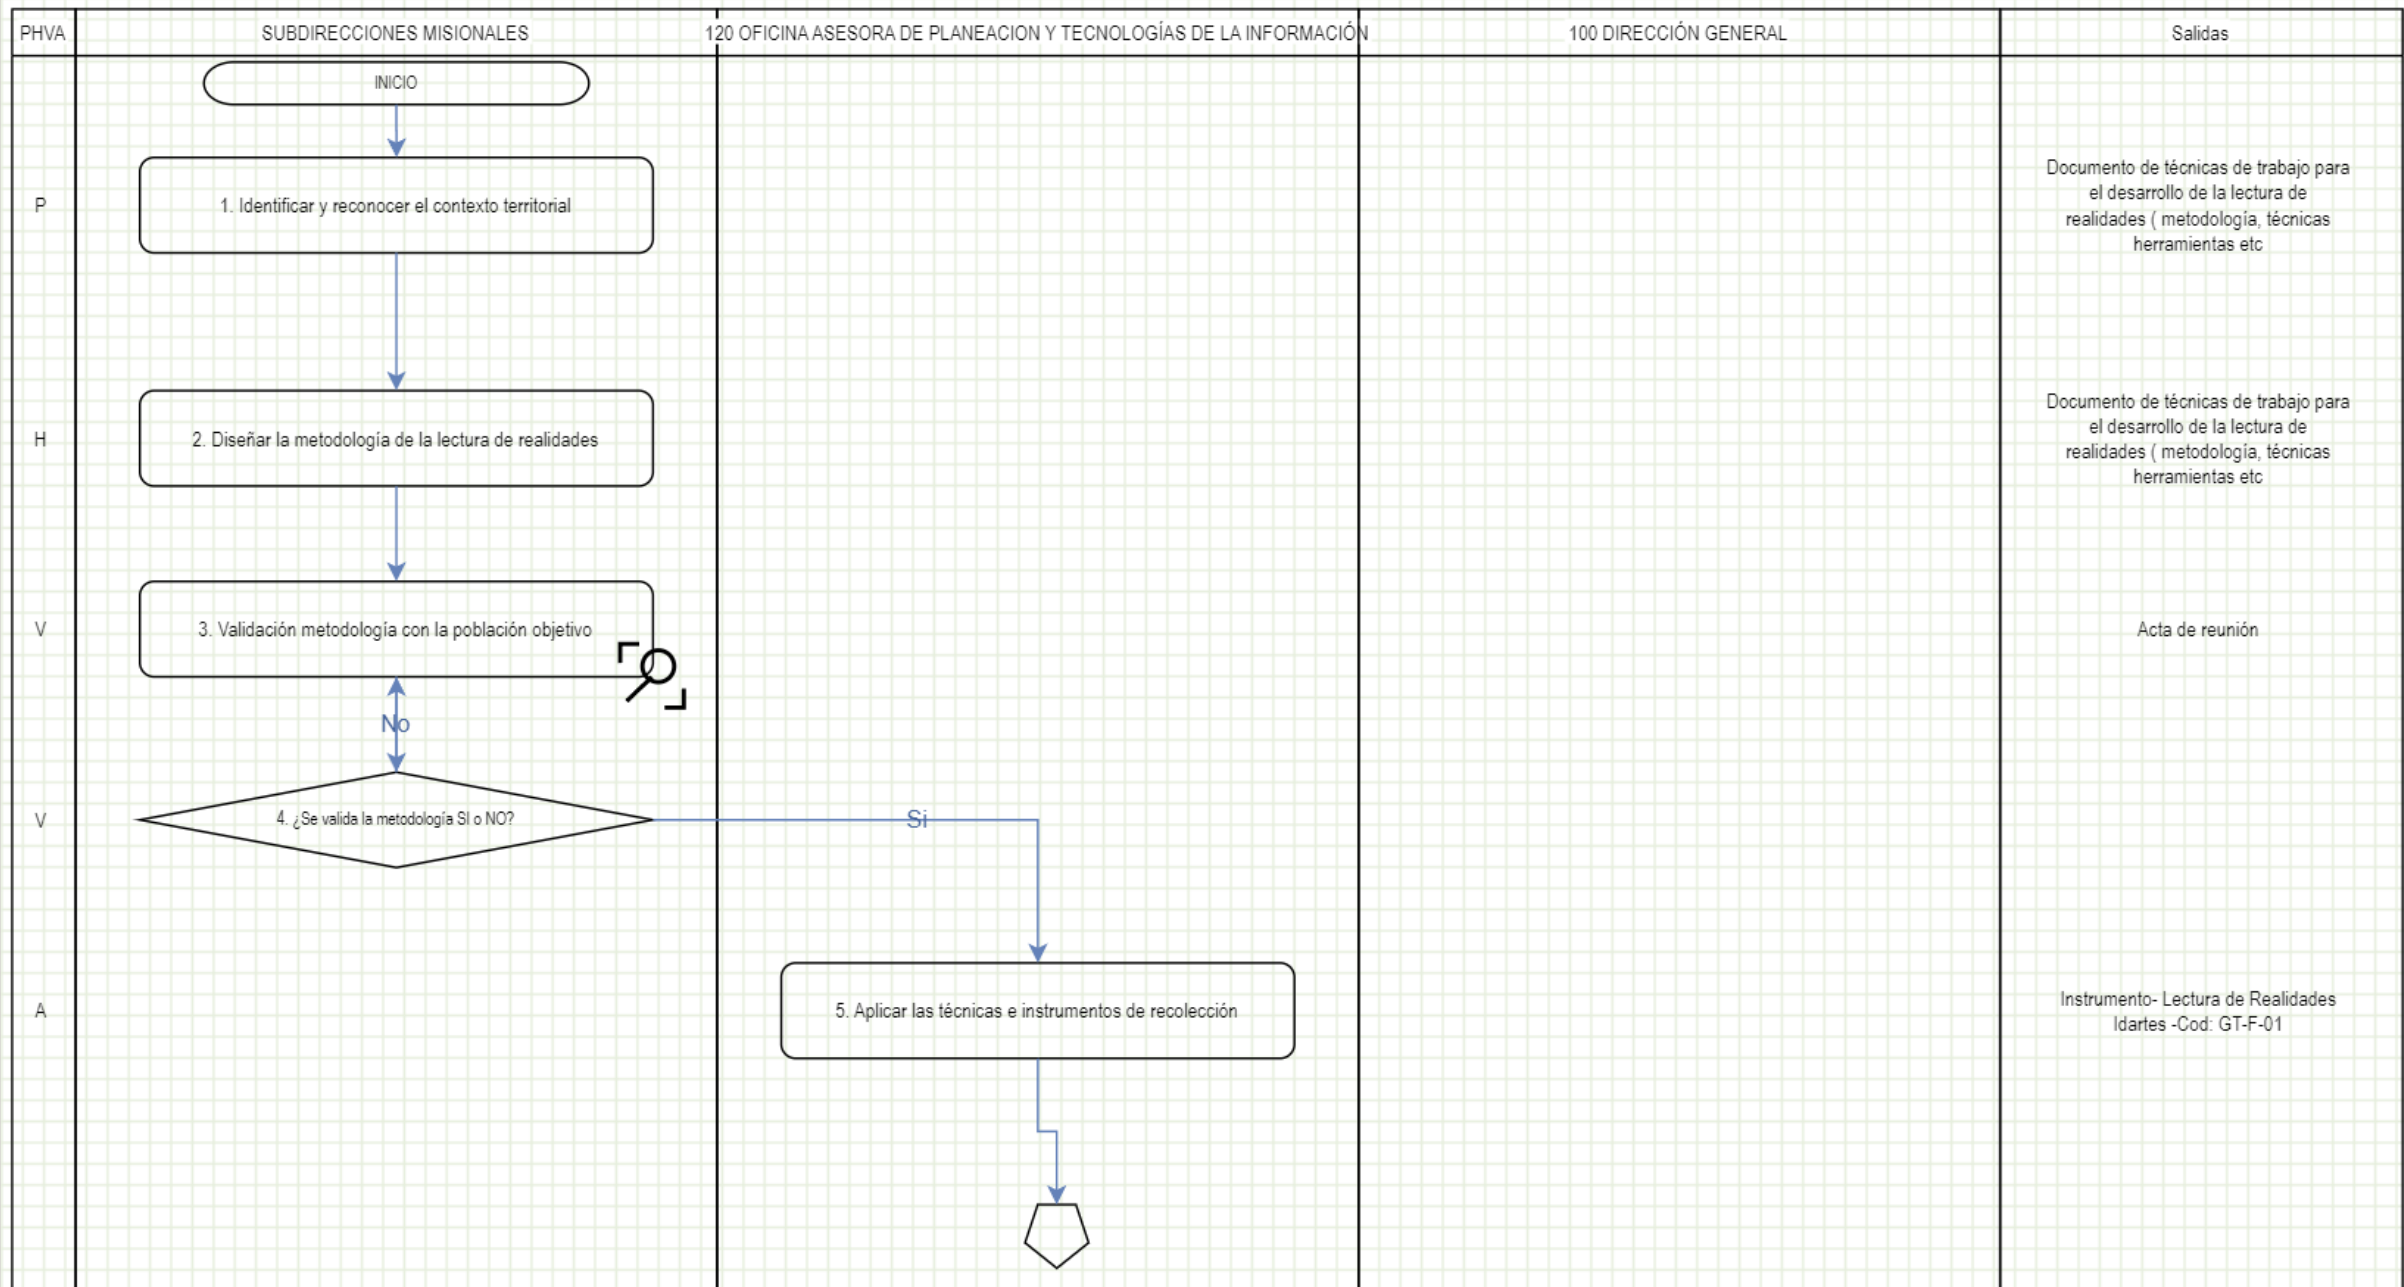 PHVA
SUBDIRECCIONES MISIONALES
120 OFICINA ASESORA DE PLANEACION Y TECNOLOGÍAS DE LA INFORMACIÓN
100 DIRECCIÓN GENERAL
Salidas
INICIO
P
1. Identificar y reconocer el contexto territorial
Documento de técnicas de trabajo para
el desarrollo de la lectura de
realidades ( metodología, técnicas
herramientas etc
H
2. Diseñar la metodología de la lectura de realidades
Documento de técnicas de trabajo para
el desarrollo de la lectura de
realidades ( metodología, técnicas
herramientas etc
V
3. Validación metodología con la población objetivo
Acta de reunión
No
V
4. ¿Se valida la metodología SI o NO?
Si
A
5. Aplicar las técnicas e instrumentos de recolección
Instrumento- Lectura de Realidades
Idartes -Cod: GT-F-01